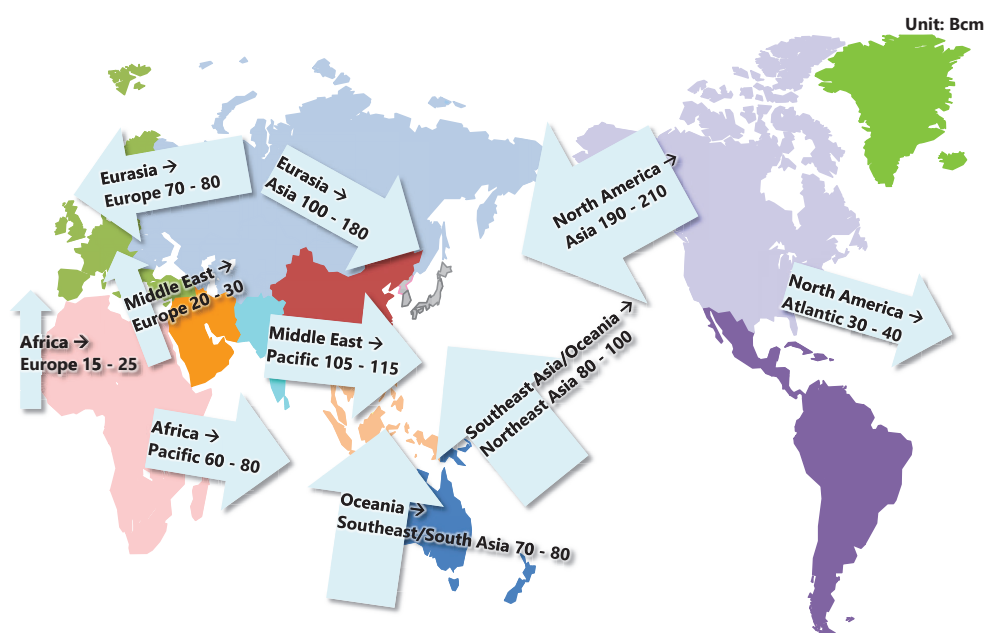 Unit: Bcm
Eurasia →
Europe 70 - 80
Eurasia →
Asia 100 - 180
North America →
Asia 190 - 210
Middle East →
Europe 20 - 30
North America →
Atlantic 30 - 40
Africa →
Europe 15 - 25
Middle East →
Pacific 105 - 115
Southeast Asia/Oceania →
Northeast Asia 80 - 100
Africa →
Pacific 60 - 80
Oceania →
Southeast/South Asia 70 - 80